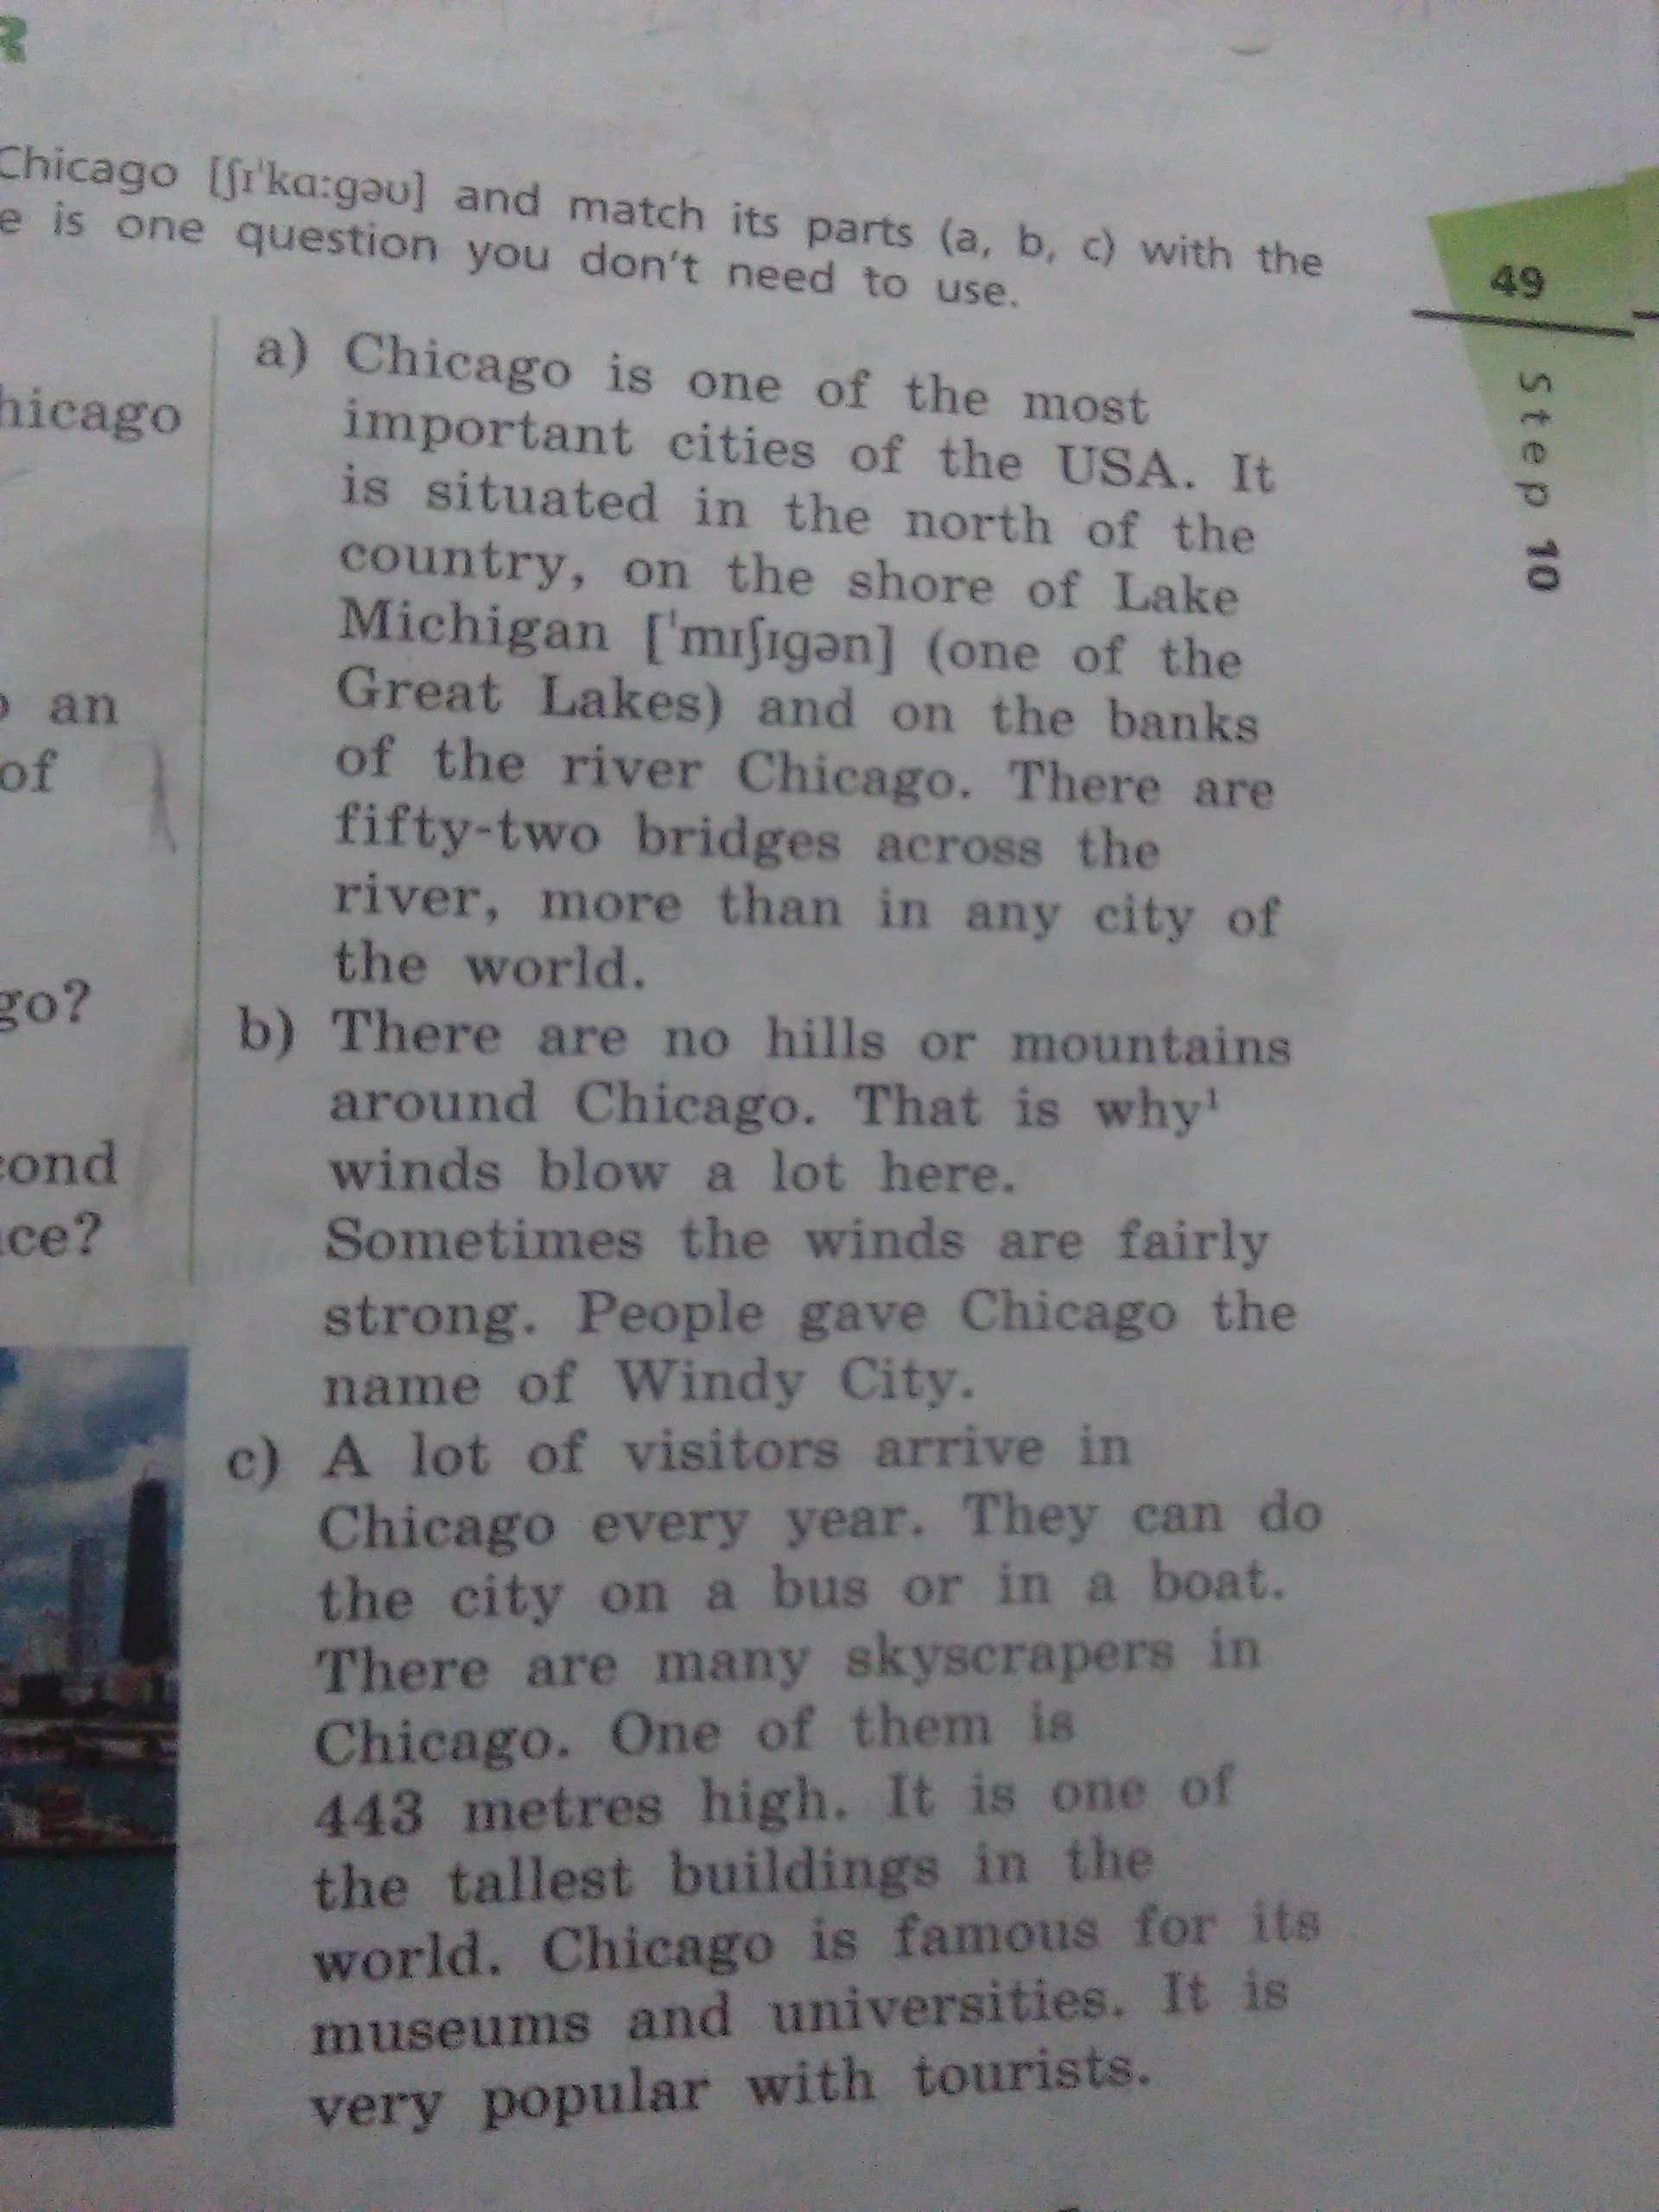 Chicago [ʃɪˈkɑːgəʊ] and match its parts (a, b, c) with the
e is one question you don't need to use.
49
Step 10
hicago
an
of
go?
cond
ce?
a) Chicago is one of the most
important cities of the USA. It
is situated in the north of the
country, on the shore of Lake
Michigan [ˈmɪʃɪgən] (one of the
Great Lakes) and on the banks
of the river Chicago. There are
fifty-two bridges across the
river, more than in any city of
the world.
b) There are no hills or mountains
around Chicago. That is why¹
winds blow a lot here.
Sometimes the winds are fairly
strong. People gave Chicago the
name of Windy City.
c) A lot of visitors arrive in
Chicago every year. They can do
the city on a bus or in a boat.
There are many skyscrapers in
Chicago. One of them is
443 metres high. It is one of
the tallest buildings in the
world. Chicago is famous for its
museums and universities. It is
very popular with tourists.